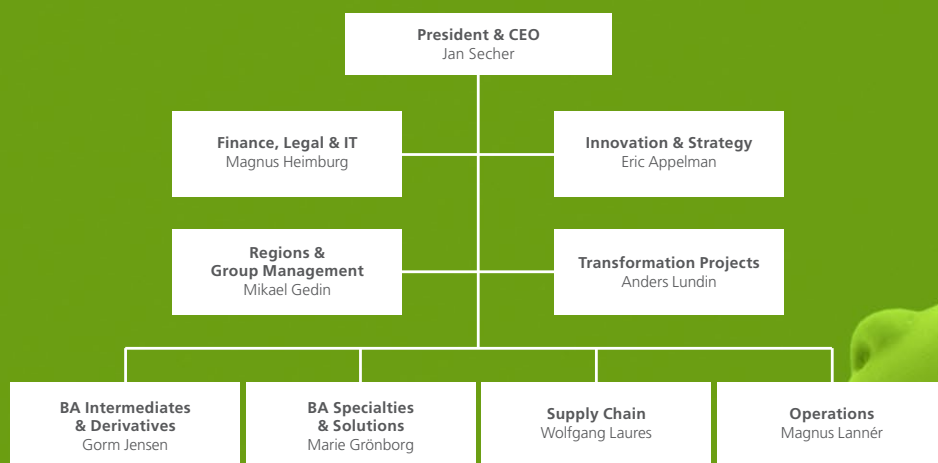 President & CEO
Jan Secher
Finance, Legal & IT
Magnus Heimburg
Innovation & Strategy
Eric Appelman
Regions &
Group Management
Mikael Gedin
Transformation Projects
Anders Lundin
BA Intermediates
& Derivatives
Gorm Jensen
BA Specialties
& Solutions
Marie Grönborg
Supply Chain
Wolfgang Laures
Operations
Magnus Lannér